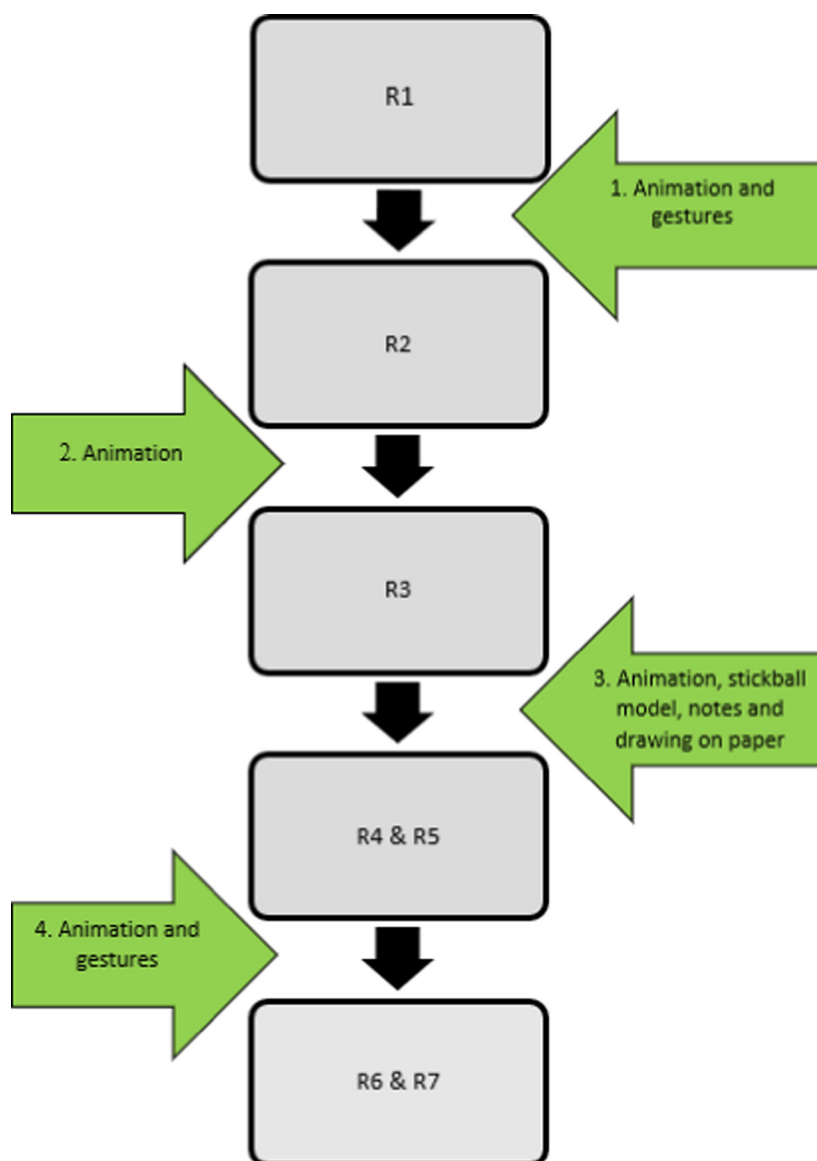 R1
1. Animation and
gestures
R2
2. Animation
R3
3. Animation, stickball
model, notes and
drawing on paper
R4 & R5
4. Animation and
gestures
R6 & R7